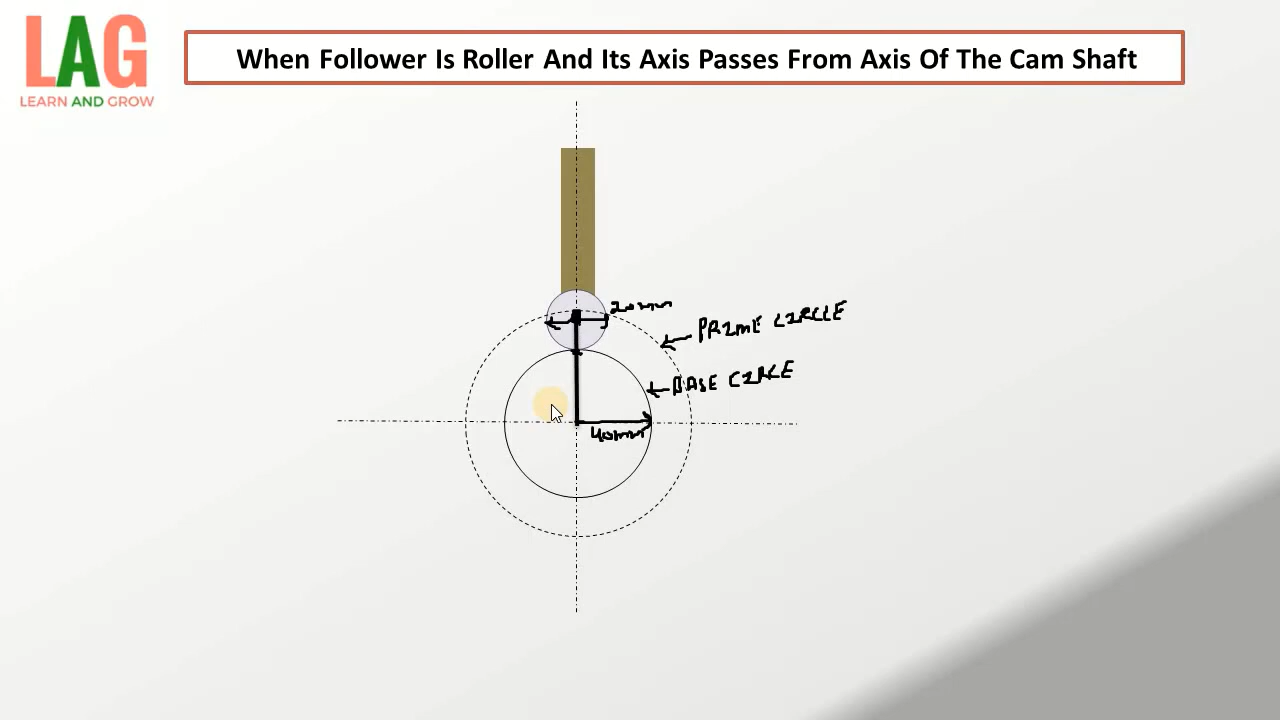 LAG
LEARN AND GROW
When Follower Is Roller And Its Axis Passes From Axis Of The Cam Shaft
20mm
PRIME CIRCLE
BASE CIRCLE
40mm